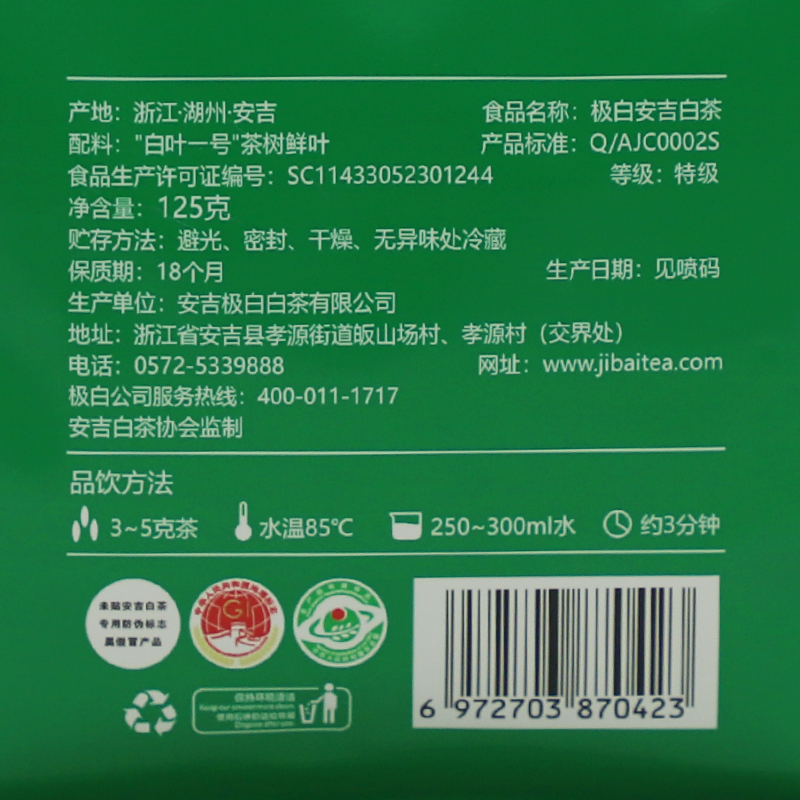 产地：浙江·湖州·安吉 食品名称：极白安吉白茶
配料："白叶一号"茶树鲜叶 产品标准：Q/AJC0002S
食品生产许可证编号：SC11433052301244 等级：特级
净含量：125克
贮存方法：避光、密封、干燥、无异味处冷藏
保质期：18个月 生产日期：见喷码
生产单位：安吉极白白茶有限公司
地址：浙江省安吉县孝源街道皈山场村、孝源村（交界处）
电话：0572-5339888 网址：www.jibaitea.com
极白公司服务热线：400-011-1717
安吉白茶协会监制
品饮方法
3~5克茶 水温85℃ 250~300ml水 约3分钟
未贴安吉白茶
专用防伪标志
属假冒产品
GI
保持环境清洁
6 972703 870423